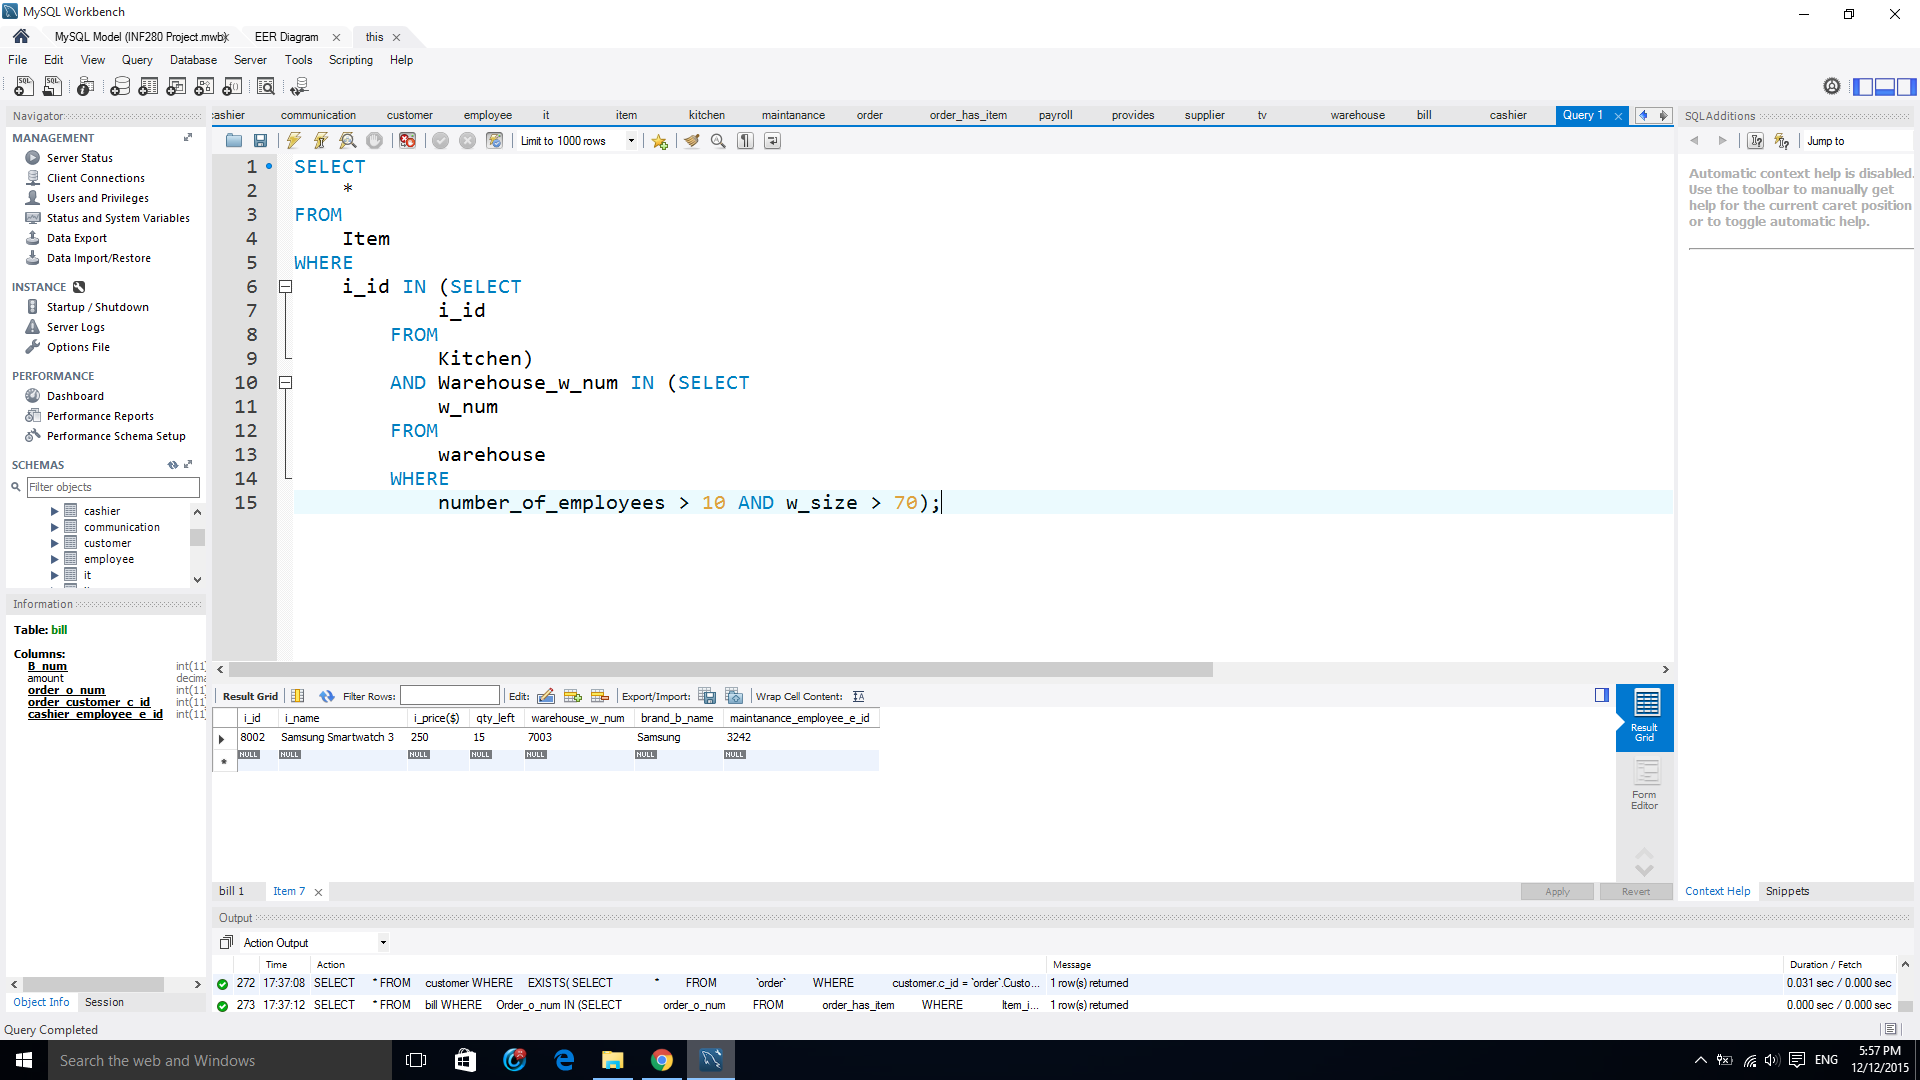 MySQL Workbench
MySQL Model (INF280 Project.mwb)
EER Diagram
this
File Edit View Query Database Server Tools Scripting Help
Navigator
MANAGEMENT
Server Status
Client Connections
Users and Privileges
Status and System Variables
Data Export
Data Import/Restore
INSTANCE
Startup / Shutdown
Server Logs
Options File
PERFORMANCE
Dashboard
Performance Reports
Performance Schema Setup
SCHEMAS
Filter objects
cashier
communication
customer
employee
it
Information
Table: bill
Columns:
B_num int(11)
amount decima
order_o_num int(11)
order_customer_c_id int(11)
cashier_employee_e_id int(11)
Object Info Session
Query Completed
ashier communication customer employee it item kitchen maintanance order order_has_item payroll provides supplier tv warehouse bill cashier Query 1
Limit to 1000 rows
1 SELECT
2 *
3 FROM
4 Item
5 WHERE
6 i_id IN (SELECT
7 i_id
8 FROM
9 Kitchen)
10 AND Warehouse_w_num IN (SELECT
11 w_num
12 FROM
13 warehouse
14 WHERE
15 number_of_employees > 10 AND w_size > 70);
Result Grid Filter Rows: Edit: Export/Import: Wrap Cell Content:
i_id i_name i_price($) qty_left warehouse_w_num brand_b_name maintanance_employee_e_id
8002 Samsung Smartwatch 3 250 15 7003 Samsung 3242
NULL NULL NULL NULL NULL NULL NULL
Result Grid
Form Editor
bill 1 Item 7
Apply Revert
Output
Action Output
Time Action Message Duration / Fetch
272 17:37:08 SELECT * FROM customer WHERE EXISTS( SELECT * FROM `order` WHERE customer.c_id = `order`.Custo... 1 row(s) returned 0.031 sec / 0.000 sec
273 17:37:12 SELECT * FROM bill WHERE Order_o_num IN (SELECT order_o_num FROM order_has_item WHERE Item_i... 1 row(s) returned 0.000 sec / 0.000 sec
SQLAdditions
Jump to
Automatic context help is disabled.
Use the toolbar to manually get
help for the current caret position
or to toggle automatic help.
Context Help Snippets
Search the web and Windows
ENG
5:57 PM
12/12/2015